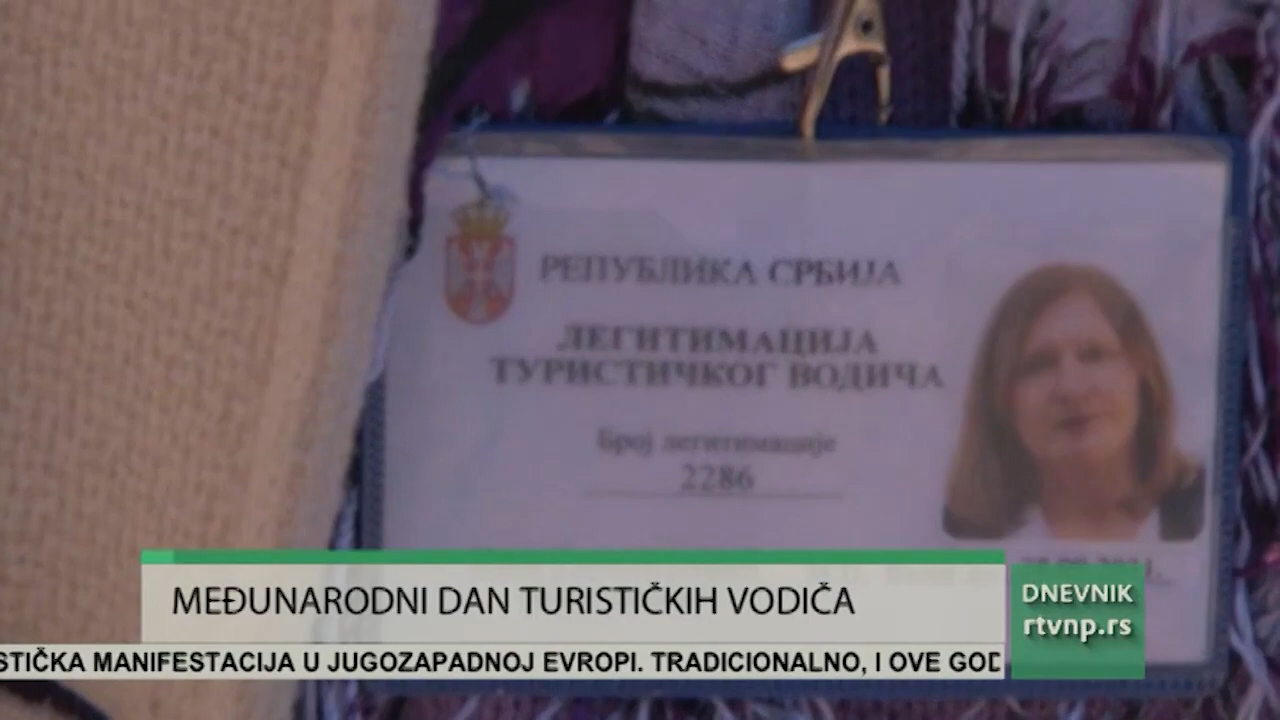 РЕПУБЛИКА СРБИЈА
ЛЕГИТИМАЦИЈА
ТУРИСТИЧКОГ ВОДИЧА
Број легитимације
2286
MEĐUNARODNI DAN TURISTIČKIH VODIČA
DNEVNIK
rtvnp.rs
STIČKA MANIFESTACIJA U JUGOZAPADNOJ EVROPI. TRADICIONALNO, I OVE GOD